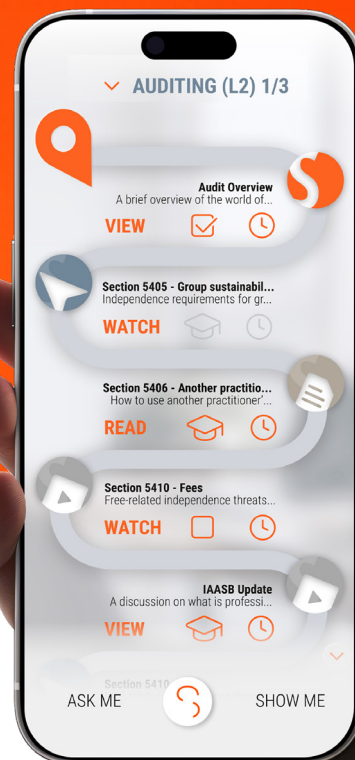 AUDITING (L2) 1/3
Audit Overview
A brief overview of the world of...
VIEW
Section 5405 - Group sustainabil...
Independence requirements for gr...
WATCH
Section 5406 - Another practitio...
How to use another practitioner'...
READ
Section 5410 - Fees
Free-related independence threats...
WATCH
IAASB Update
A discussion on what is professi...
VIEW
Section 5410
ASK ME
SHOW ME